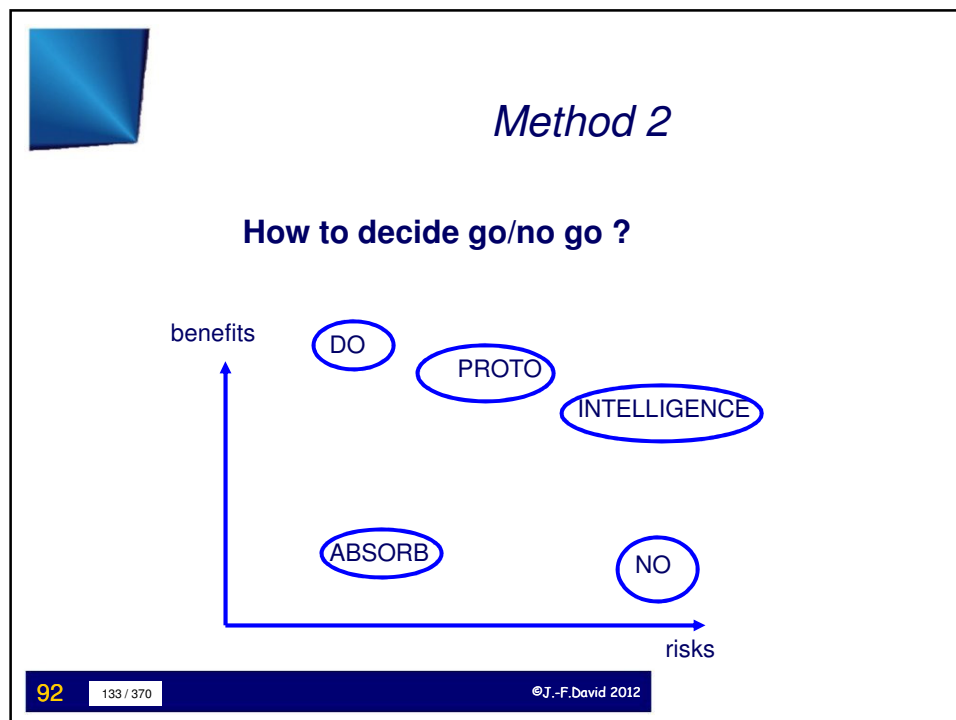 Method 2
How to decide go/no go ?
benefits
DO
PROTO
INTELLIGENCE
ABSORB
NO
risks
92
133 / 370
©J.-F.David 2012